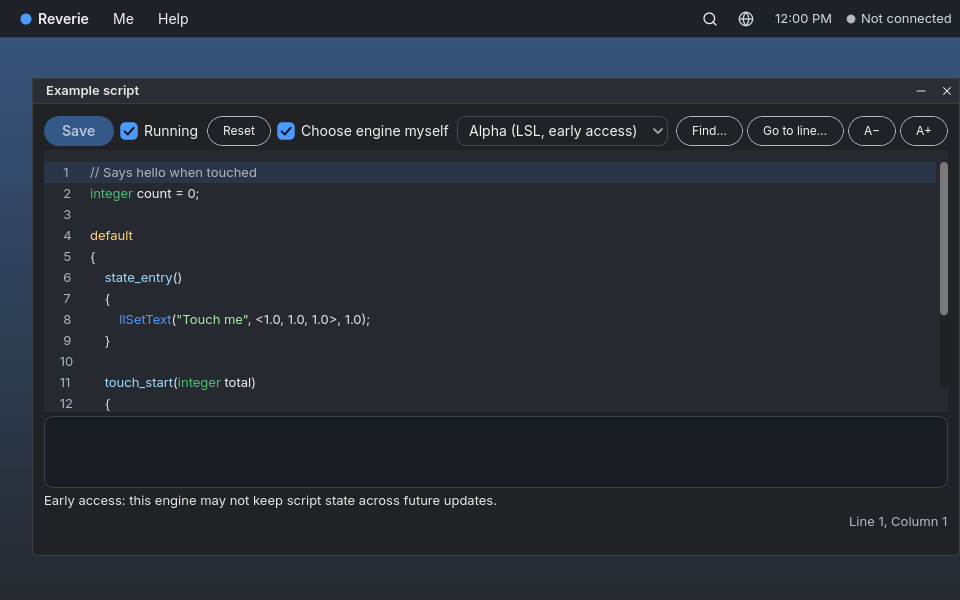 Reverie Me Help 12:00 PM Not connected
Example script
Save Running Reset Choose engine myself Alpha (LSL, early access) Find... Go to line... A− A+
1 // Says hello when touched
2 integer count = 0;
3
4 default
5 {
6 state_entry()
7 {
8 llSetText("Touch me", <1.0, 1.0, 1.0>, 1.0);
9 }
10
11 touch_start(integer total)
12 {
Early access: this engine may not keep script state across future updates.
Line 1, Column 1